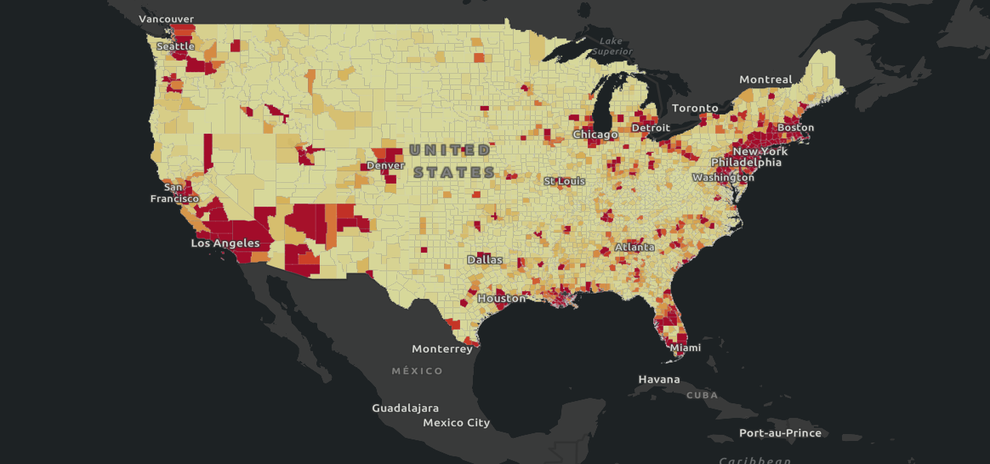 Vancouver
Seattle
Lake
Superior
Montreal
Toronto
Boston
Chicago
Detroit
New York
Philadelphia
UNITED
STATES
Denver
Washington
St Louis
San
Francisco
Los Angeles
Atlanta
Dallas
Houston
Miami
Monterrey
MÉXICO
Havana
CUBA
Guadalajara
Mexico City
Port-au-Prince
Caribbean